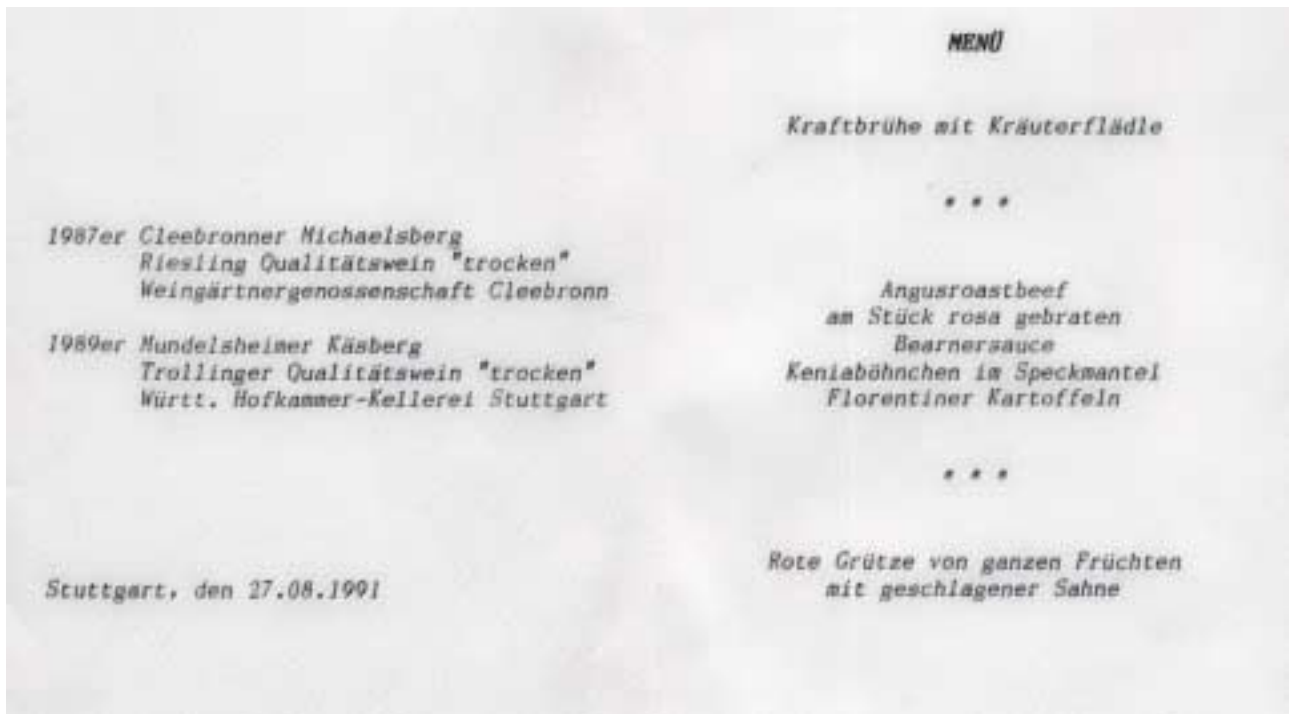 1987er Cleebronner Michaelsberg
Riesling Qualitätswein "trocken"
Weingärtnergenossenschaft Cleebronn
1989er Mundelsheimer Käsberg
Trollinger Qualitätswein "trocken"
Württ. Hofkammer-Kellerei Stuttgart
Stuttgart, den 27.08.1991
MENÜ
Kraftbrühe mit Kräuterflädle
* * *
Angusroastbeef
am Stück rosa gebraten
Bearnersauce
Keniaböhnchen im Speckmantel
Florentiner Kartoffeln
* * *
Rote Grütze von ganzen Früchten
mit geschlagener Sahne